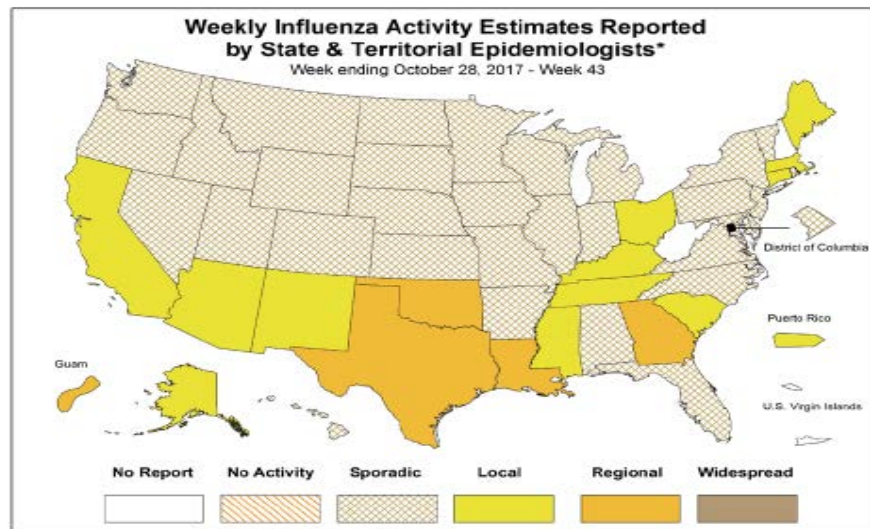 Weekly Influenza Activity Estimates Reported
by State & Territorial Epidemiologists*
Week ending October 28, 2017 - Week 43
District of Columbia
Puerto Rico
Guam
U.S. Virgin Islands
No Report No Activity Sporadic Local Regional Widespread